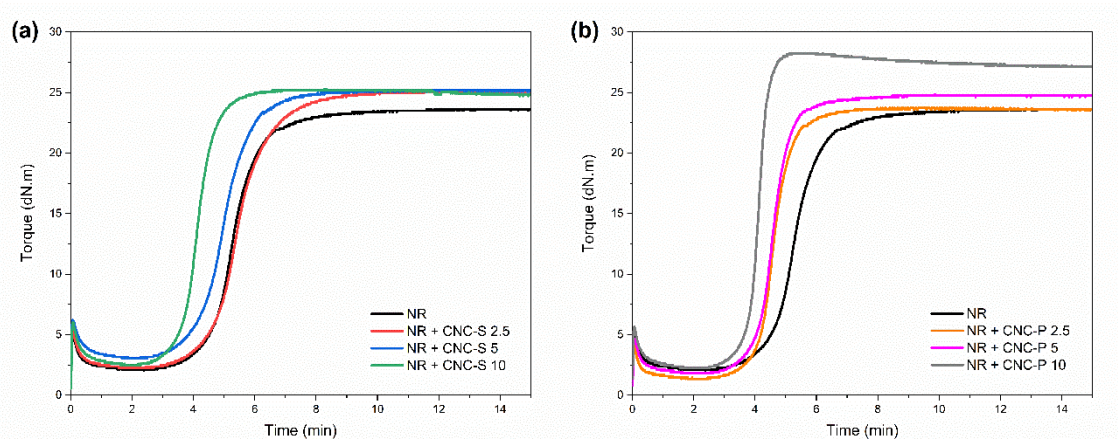 (a)
30
25
20
15
10
5
0
Torque (dN.m)
NR
NR + CNC-S 2.5
NR + CNC-S 5
NR + CNC-S 10
0 2 4 6 8 10 12 14
Time (min)
(b)
30
25
20
15
10
5
0
Torque (dN.m)
NR
NR + CNC-P 2.5
NR + CNC-P 5
NR + CNC-P 10
0 2 4 6 8 10 12 14
Time (min)